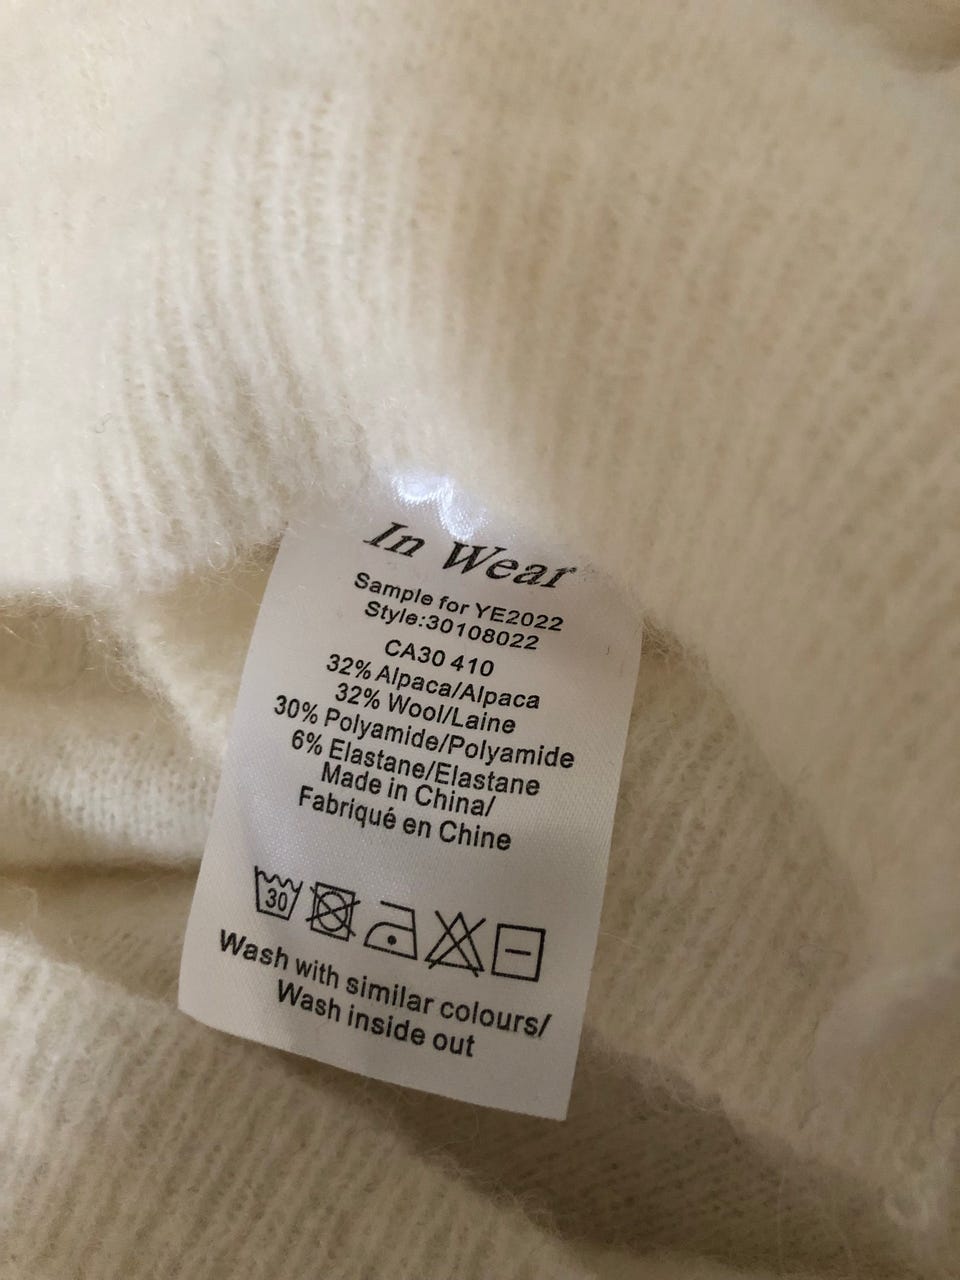 In Wear
Sample for YE2022
Style:30108022
CA30 410
32% Alpaca/Alpaca
32% Wool/Laine
30% Polyamide/Polyamide
6% Elastane/Elastane
Made in China/
Fabriqué en Chine
30
Wash with similar colours/
Wash inside out